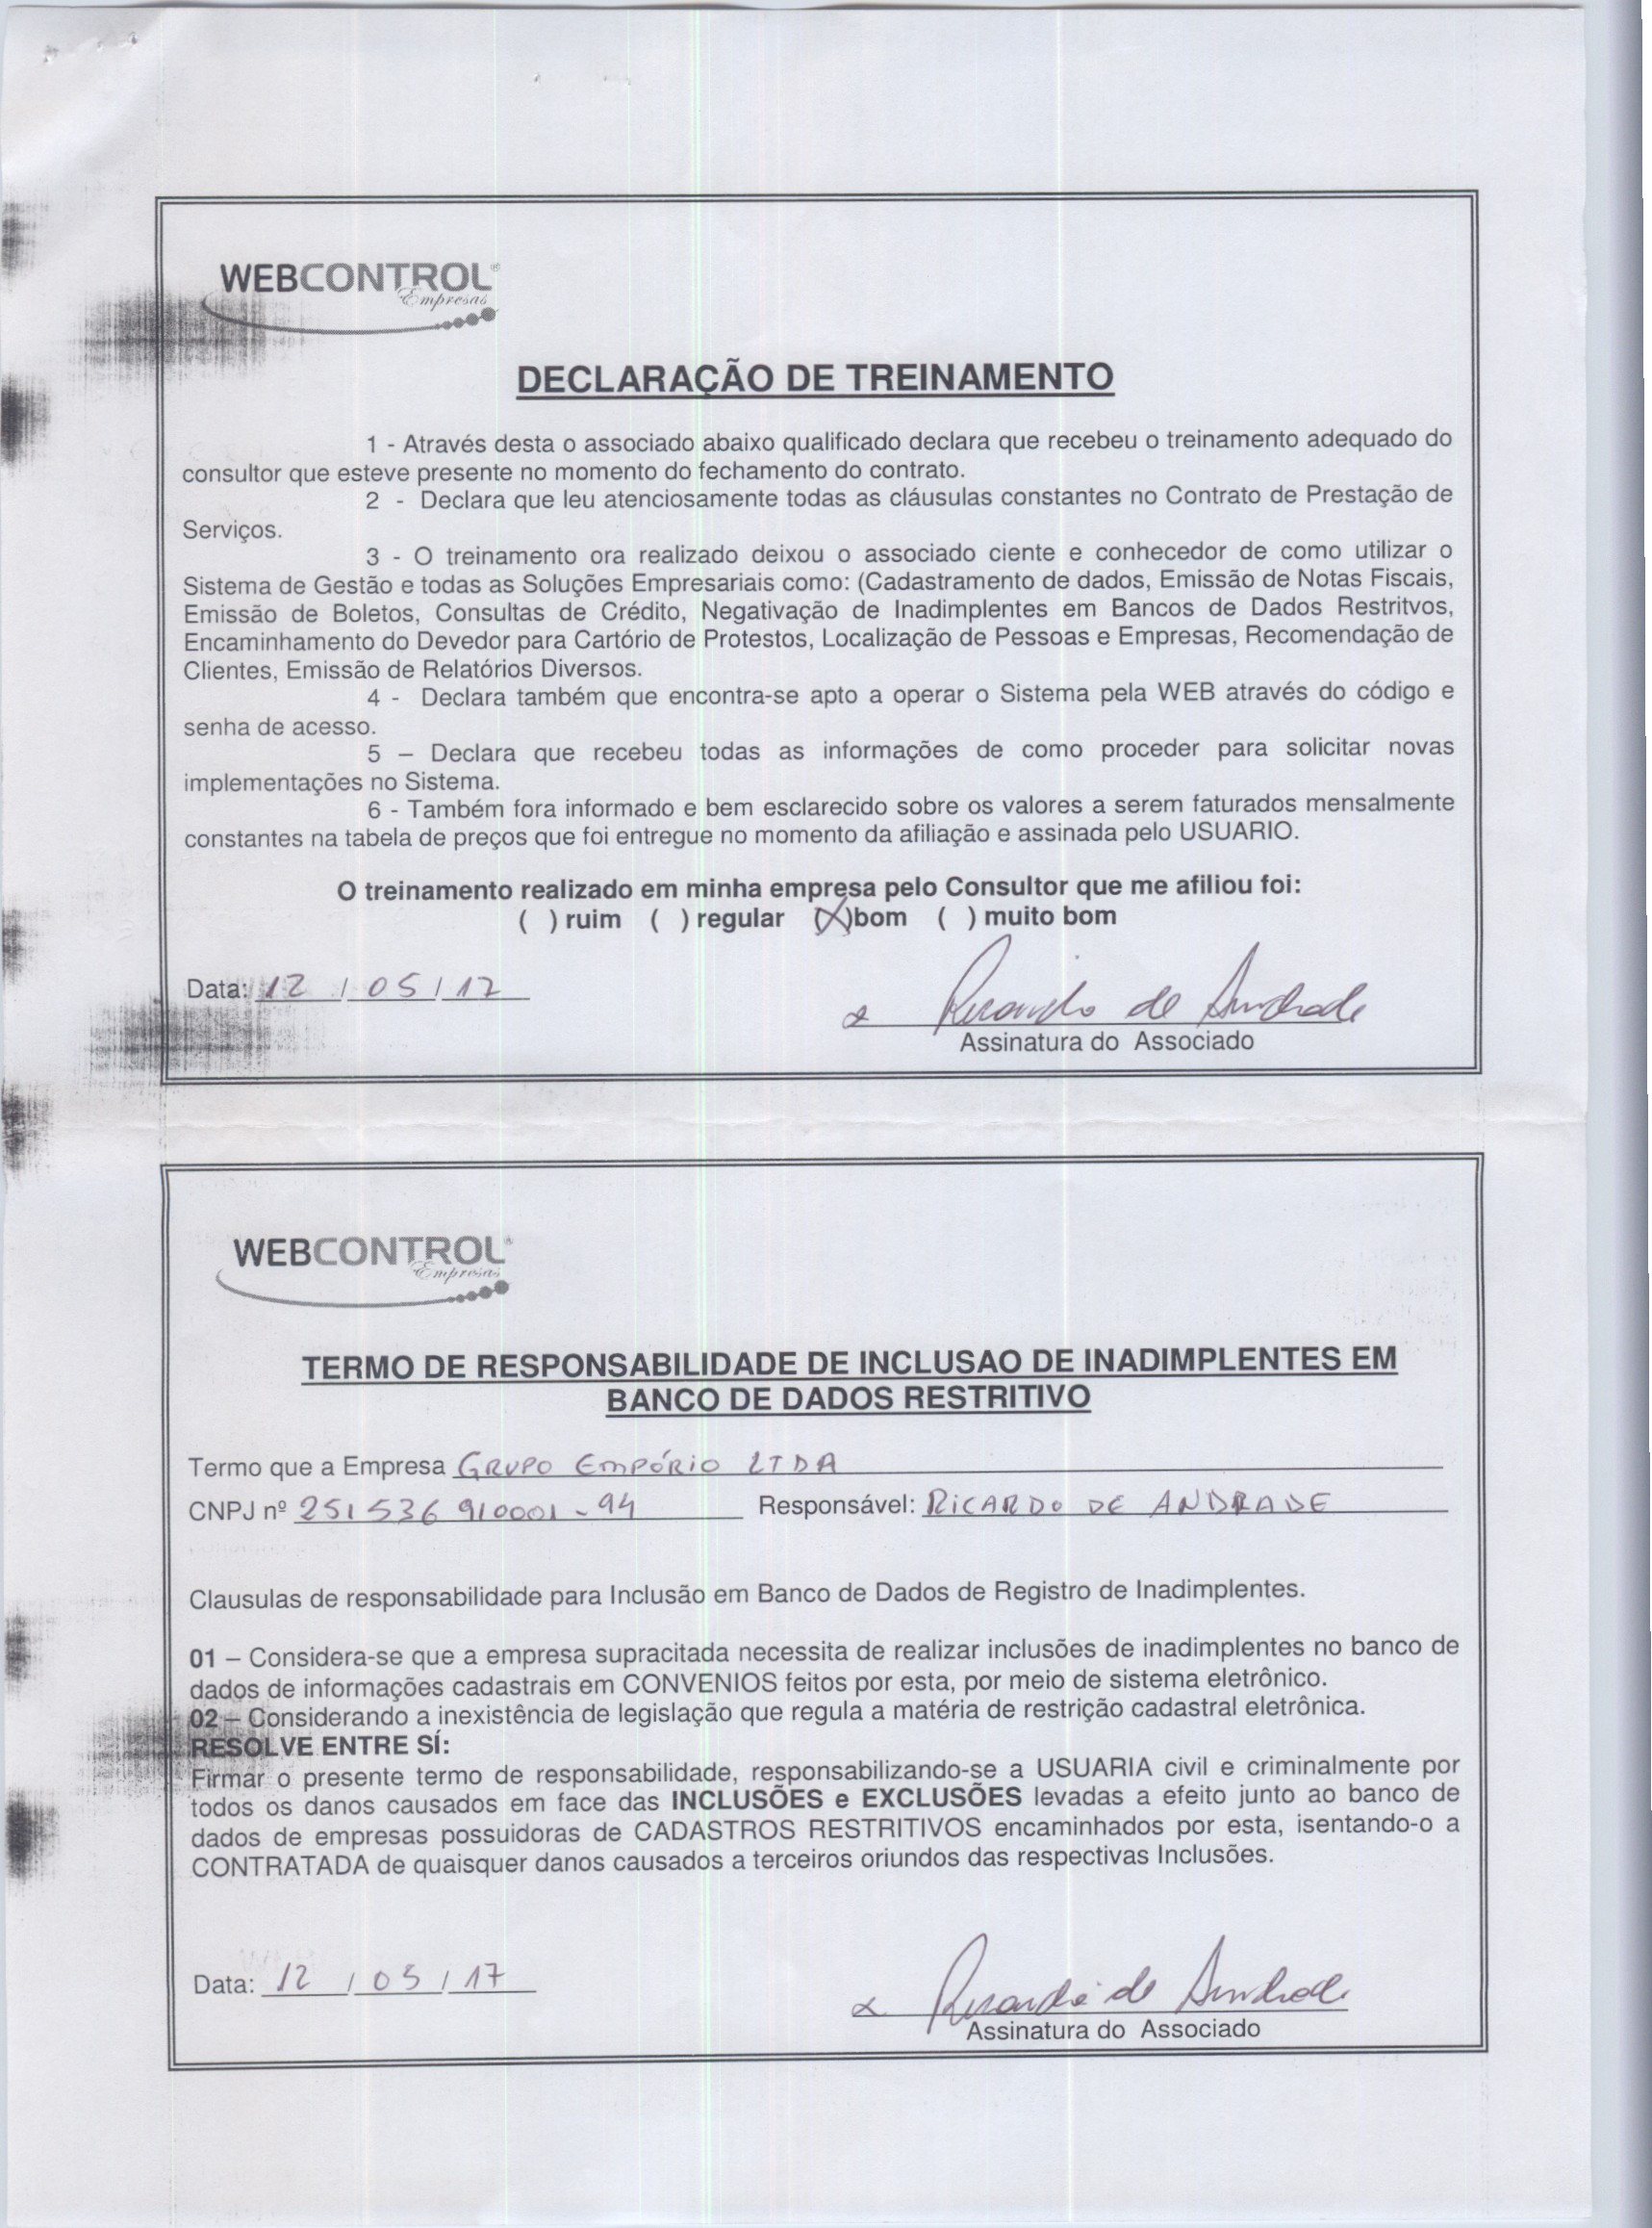 WEBCONTROL®
Empresas
DECLARAÇÃO DE TREINAMENTO
1 - Através desta o associado abaixo qualificado declara que recebeu o treinamento adequado do
consultor que esteve presente no momento do fechamento do contrato.
2 - Declara que leu atenciosamente todas as cláusulas constantes no Contrato de Prestação de
Serviços.
3 - O treinamento ora realizado deixou o associado ciente e conhecedor de como utilizar o
Sistema de Gestão e todas as Soluções Empresariais como: (Cadastramento de dados, Emissão de Notas Fiscais,
Emissão de Boletos, Consultas de Crédito, Negativação de Inadimplentes em Bancos de Dados Restritvos,
Encaminhamento do Devedor para Cartório de Protestos, Localização de Pessoas e Empresas, Recomendação de
Clientes, Emissão de Relatórios Diversos.
4 - Declara também que encontra-se apto a operar o Sistema pela WEB através do código e
senha de acesso.
5 – Declara que recebeu todas as informações de como proceder para solicitar novas
implementações no Sistema.
6 - Também fora informado e bem esclarecido sobre os valores a serem faturados mensalmente
constantes na tabela de preços que foi entregue no momento da afiliação e assinada pelo USUARIO.
O treinamento realizado em minha empresa pelo Consultor que me afiliou foi:
( ) ruim ( ) regular (X)bom ( ) muito bom
Data: 12 / 05 / 17
x Ricardo de Andrade
Assinatura do Associado
WEBCONTROL®
Empresas
TERMO DE RESPONSABILIDADE DE INCLUSAO DE INADIMPLENTES EM
BANCO DE DADOS RESTRITIVO
Termo que a Empresa GRUPO EMPÓRIO LTDA
CNPJ nº 251536910001-94 Responsável: RICARDO DE ANDRADE
Clausulas de responsabilidade para Inclusão em Banco de Dados de Registro de Inadimplentes.
01 – Considera-se que a empresa supracitada necessita de realizar inclusões de inadimplentes no banco de
dados de informações cadastrais em CONVENIOS feitos por esta, por meio de sistema eletrônico.
02 – Considerando a inexistência de legislação que regula a matéria de restrição cadastral eletrônica.
RESOLVE ENTRE SÍ:
Firmar o presente termo de responsabilidade, responsabilizando-se a USUARIA civil e criminalmente por
todos os danos causados em face das INCLUSÕES e EXCLUSÕES levadas a efeito junto ao banco de
dados de empresas possuidoras de CADASTROS RESTRITIVOS encaminhados por esta, isentando-o a
CONTRATADA de quaisquer danos causados a terceiros oriundos das respectivas Inclusões.
Data: 12 / 05 / 17
x Ricardo de Andrade
Assinatura do Associado